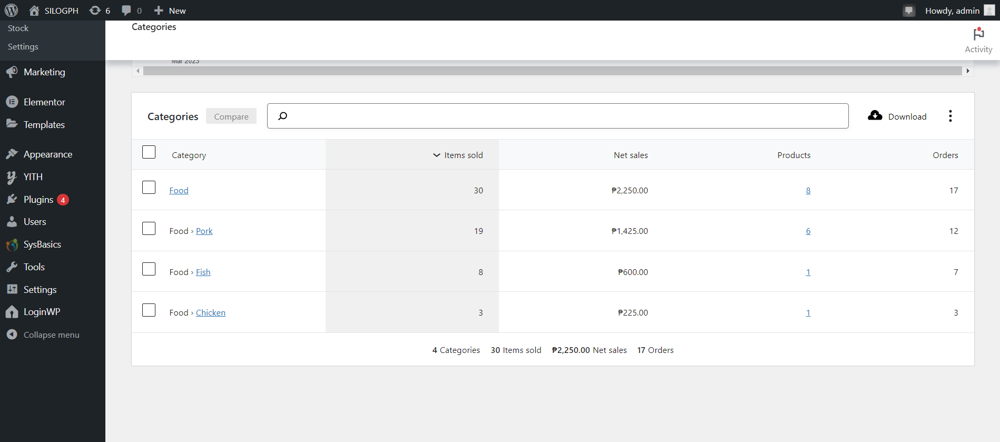 SILOGPH 6 0 New Howdy, admin
Stock
Settings
Marketing
Elementor
Templates
Appearance
YITH
Plugins 4
Users
SysBasics
Tools
Settings
LoginWP
Collapse menu
Categories
Activity
Mar 2023
Categories Compare Download
Category Items sold Net sales Products Orders
Food 30 ₱2,250.00 8 17
Food › Pork 19 ₱1,425.00 6 12
Food › Fish 8 ₱600.00 1 7
Food › Chicken 3 ₱225.00 1 3
4 Categories 30 Items sold ₱2,250.00 Net sales 17 Orders